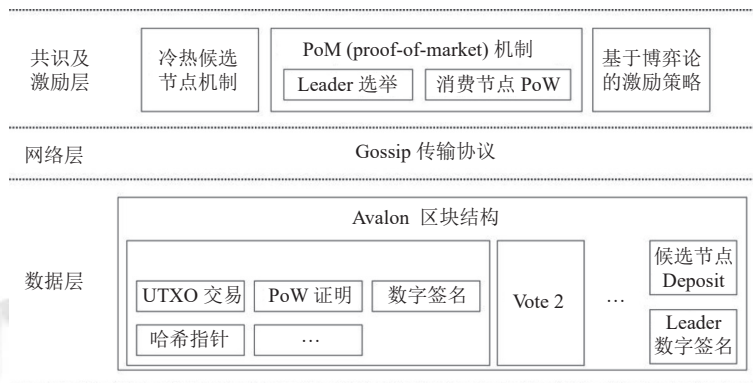 共识及
激励层
冷热候选
节点机制
PoM (proof-of-market) 机制
Leader 选举
消费节点 PoW
基于博弈论
的激励策略
网络层
Gossip 传输协议
数据层
Avalon 区块结构
UTXO 交易
PoW 证明
数字签名
哈希指针
…
Vote 2
…
候选节点
Deposit
Leader
数字签名